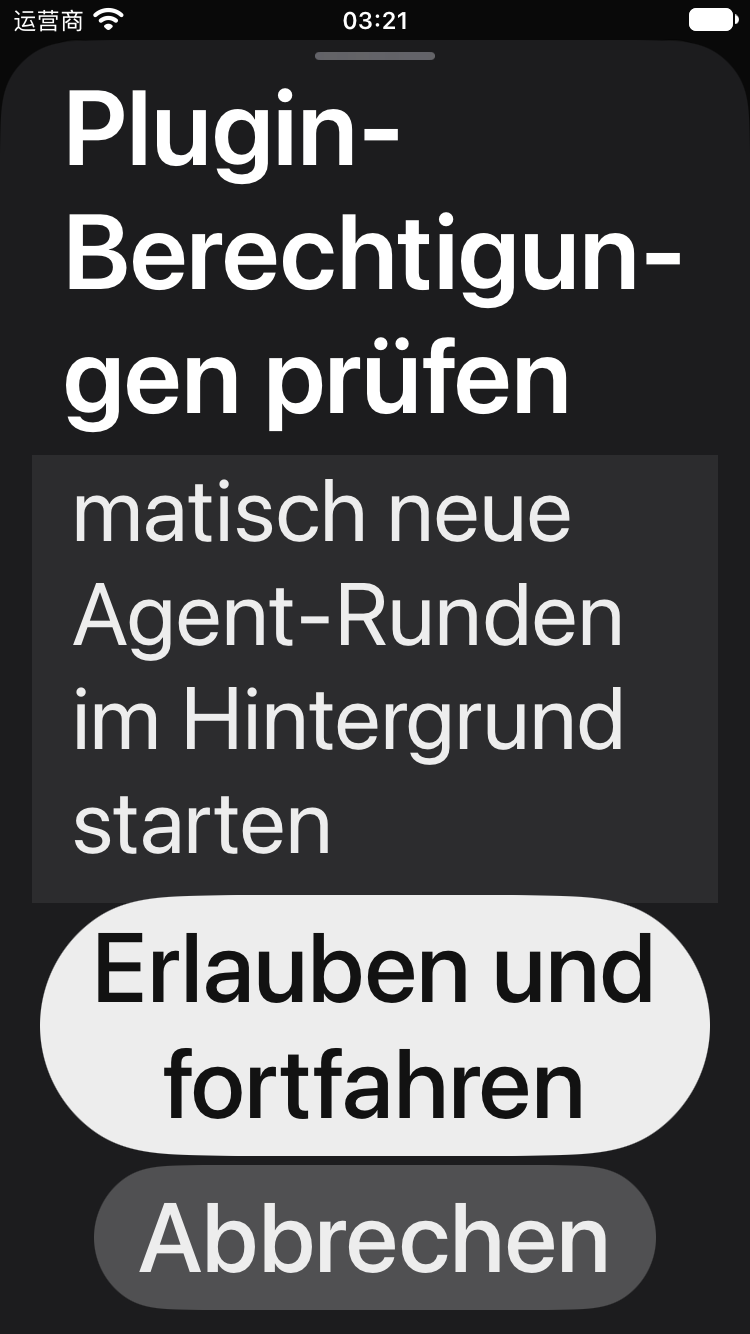 运营商
03:21
Plugin-
Berechtigun-
gen prüfen
matisch neue
Agent-Runden
im Hintergrund
starten
Erlauben und
fortfahren
Abbrechen